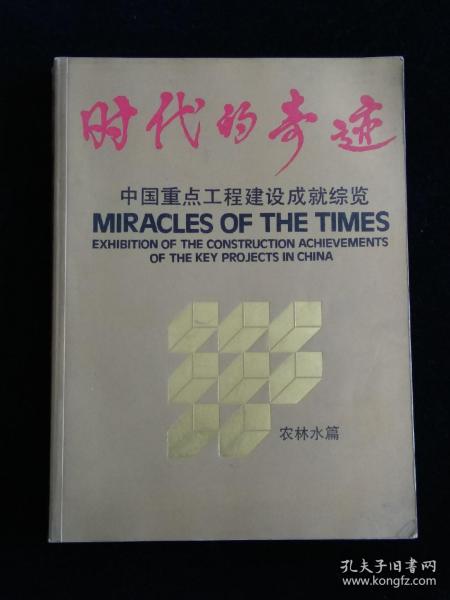 时代的奇迹
中国重点工程建设成就综览
MIRACLES OF THE TIMES
EXHIBITION OF THE CONSTRUCTION ACHIEVEMENTS
OF THE KEY PROJECTS IN CHINA
农林水篇
孔夫子旧书网
www.kongfz.com